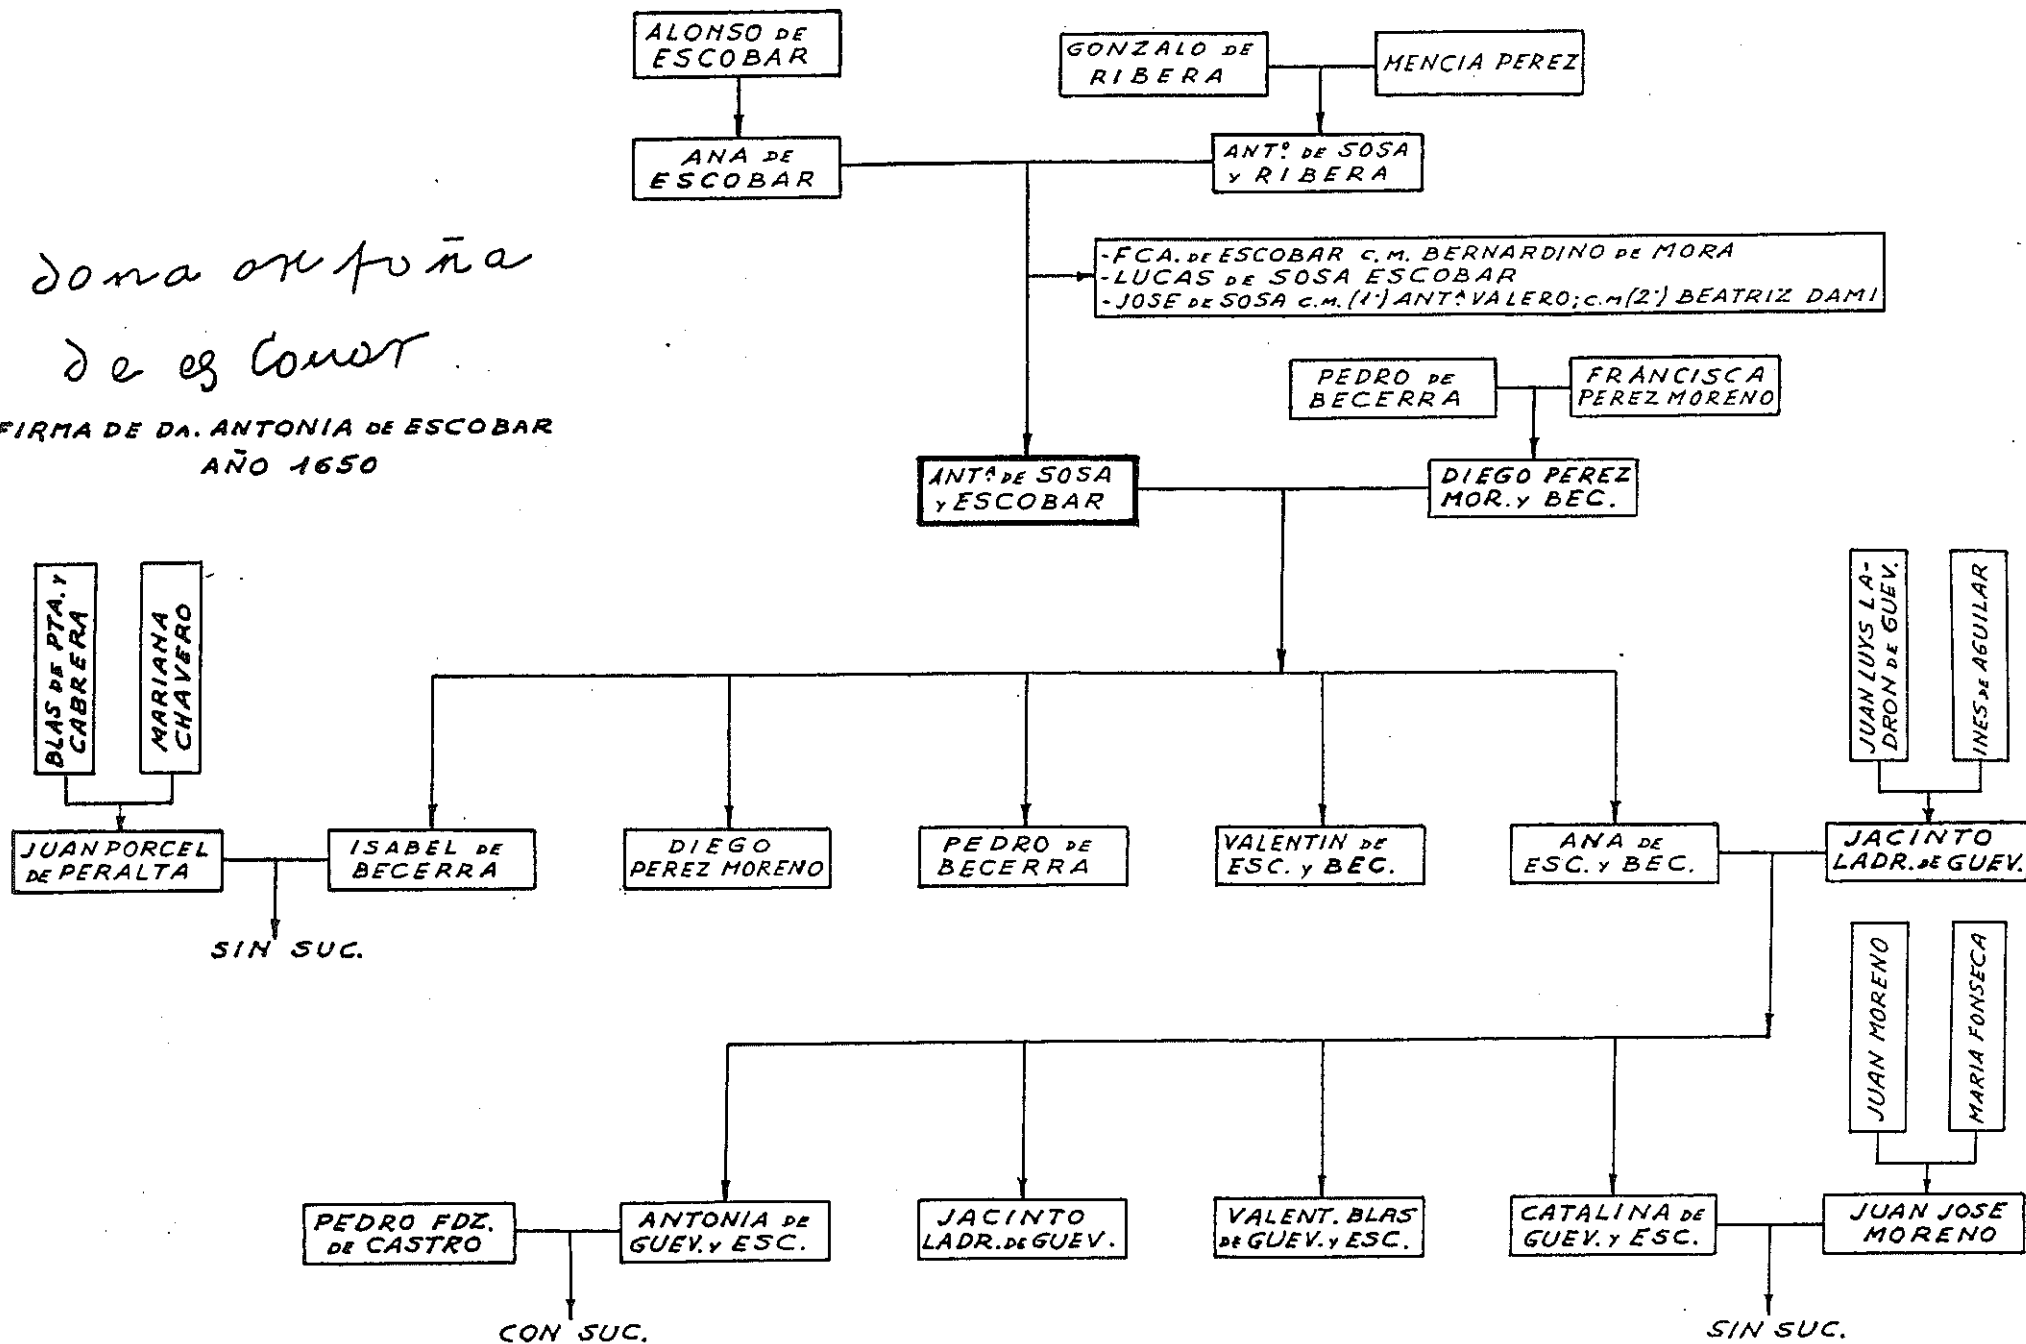 ALONSO DE
ESCOBAR
GONZALO DE
RIBERA
MENCIA PEREZ
ANA DE
ESCOBAR
ANT.º DE SOSA
Y RIBERA
-FCA. DE ESCOBAR C.M. BERNARDINO DE MORA
-LUCAS DE SOSA ESCOBAR
-JOSE DE SOSA C.M. (1º) ANT.ª VALERO; C.M (2º) BEATRIZ DAMI
dona
de es
FIRMA DE DA. ANTONIA DE ESCOBAR
AÑO 1650
PEDRO DE
BECERRA
FRANCISCA
PEREZ MORENO
ANT.ª DE SOSA
Y ESCOBAR
DIEGO PEREZ
MOR. Y BEC.
BLAS DE PTA. Y
CABRERA
MARIANA
CHAVERO
JUAN LUYS LA-
DRON DE GUEV.
INES DE AGUILAR
JUAN PORCEL
DE PERALTA
ISABEL DE
BECERRA
DIEGO
PEREZ MORENO
PEDRO DE
BECERRA
VALENTIN DE
ESC. Y BEC.
ANA DE
ESC. Y BEC.
JACINTO
LADR. DE GUEV.
SIN SUC.
JUAN MORENO
MARIA FONSECA
PEDRO FDZ.
DE CASTRO
ANTONIA DE
GUEV. Y ESC.
JACINTO
LADR. DE GUEV.
VALENT. BLAS
DE GUEV. Y ESC.
CATALINA DE
GUEV. Y ESC.
JUAN JOSE
MORENO
CON SUC.
SIN SUC.